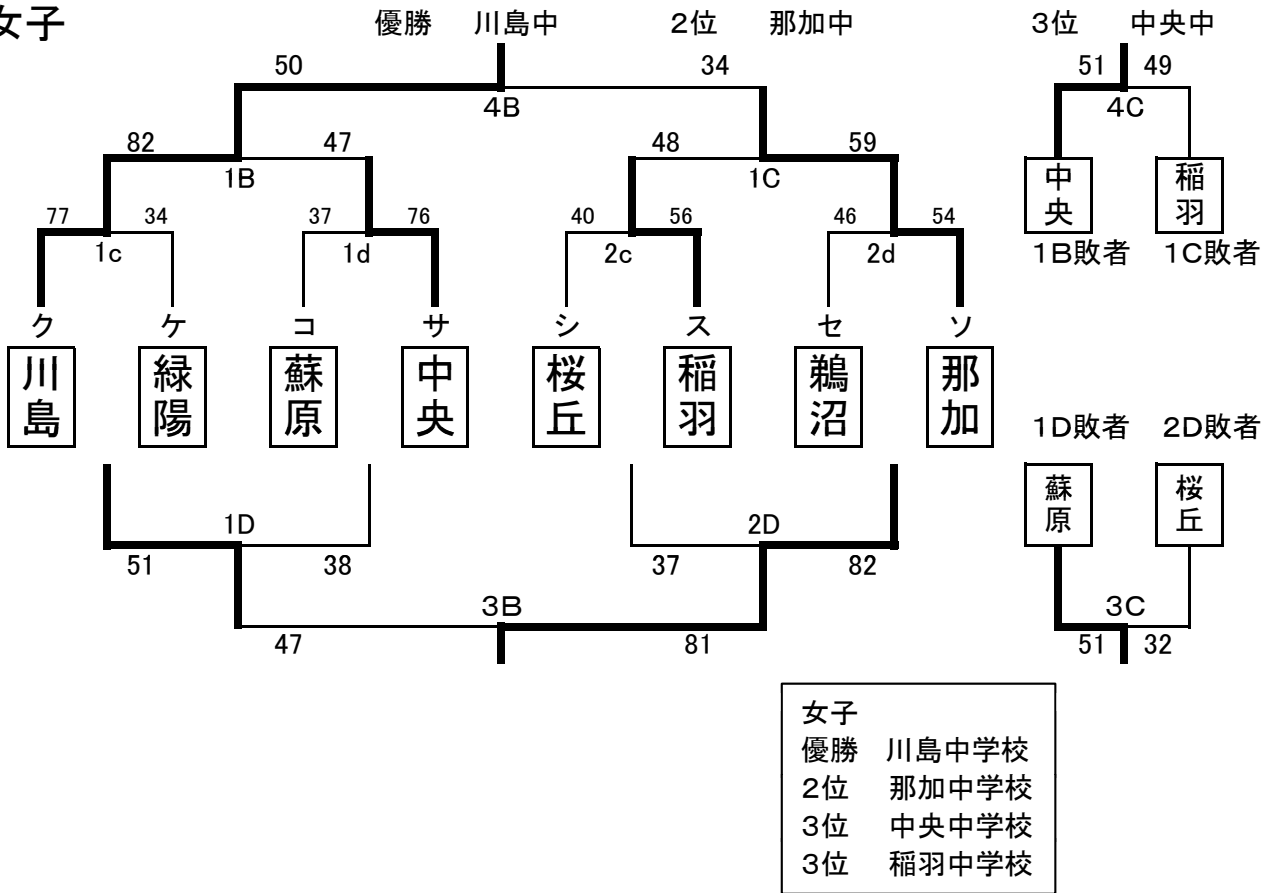 女子
優勝 川島中 2位 那加中 3位 中央中
50 34 51 49
4B 4C
82 47 48 59
1B 1C
中央 稲羽
77 34 37 76 40 56 46 54
1c 1d 2c 2d
1B敗者 1C敗者
ク ケ コ サ シ ス セ ソ
川島 緑陽 蘇原 中央 桜丘 稲羽 鵜沼 那加
1D敗者 2D敗者
蘇原 桜丘
1D 2D
51 38 37 82
3B 3C
47 81 51 32
女子
優勝 川島中学校
2位 那加中学校
3位 中央中学校
3位 稲羽中学校